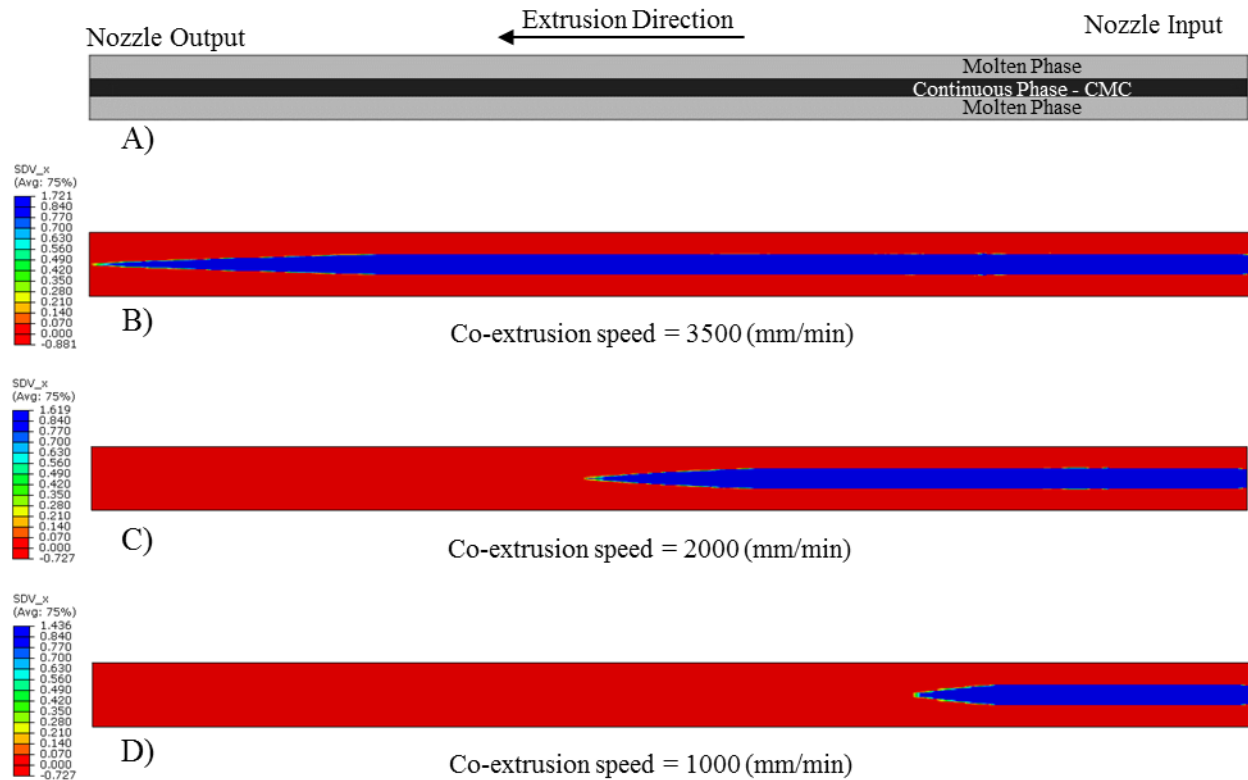 Extrusion Direction
Nozzle Output
Nozzle Input
Molten Phase
Continuous Phase - CMC
Molten Phase
A)
SDV_x
(Avg: 75%)
1.721
0.840
0.770
0.700
0.630
0.560
0.490
0.420
0.350
0.280
0.210
0.140
0.070
0.000
-0.881
B)
Co-extrusion speed = 3500 (mm/min)
SDV_x
(Avg: 75%)
1.619
0.840
0.770
0.700
0.630
0.560
0.490
0.420
0.350
0.280
0.210
0.140
0.070
0.000
-0.727
C)
Co-extrusion speed = 2000 (mm/min)
SDV_x
(Avg: 75%)
1.436
0.840
0.770
0.700
0.630
0.560
0.490
0.420
0.350
0.280
0.210
0.140
0.070
0.000
-0.727
D)
Co-extrusion speed = 1000 (mm/min)